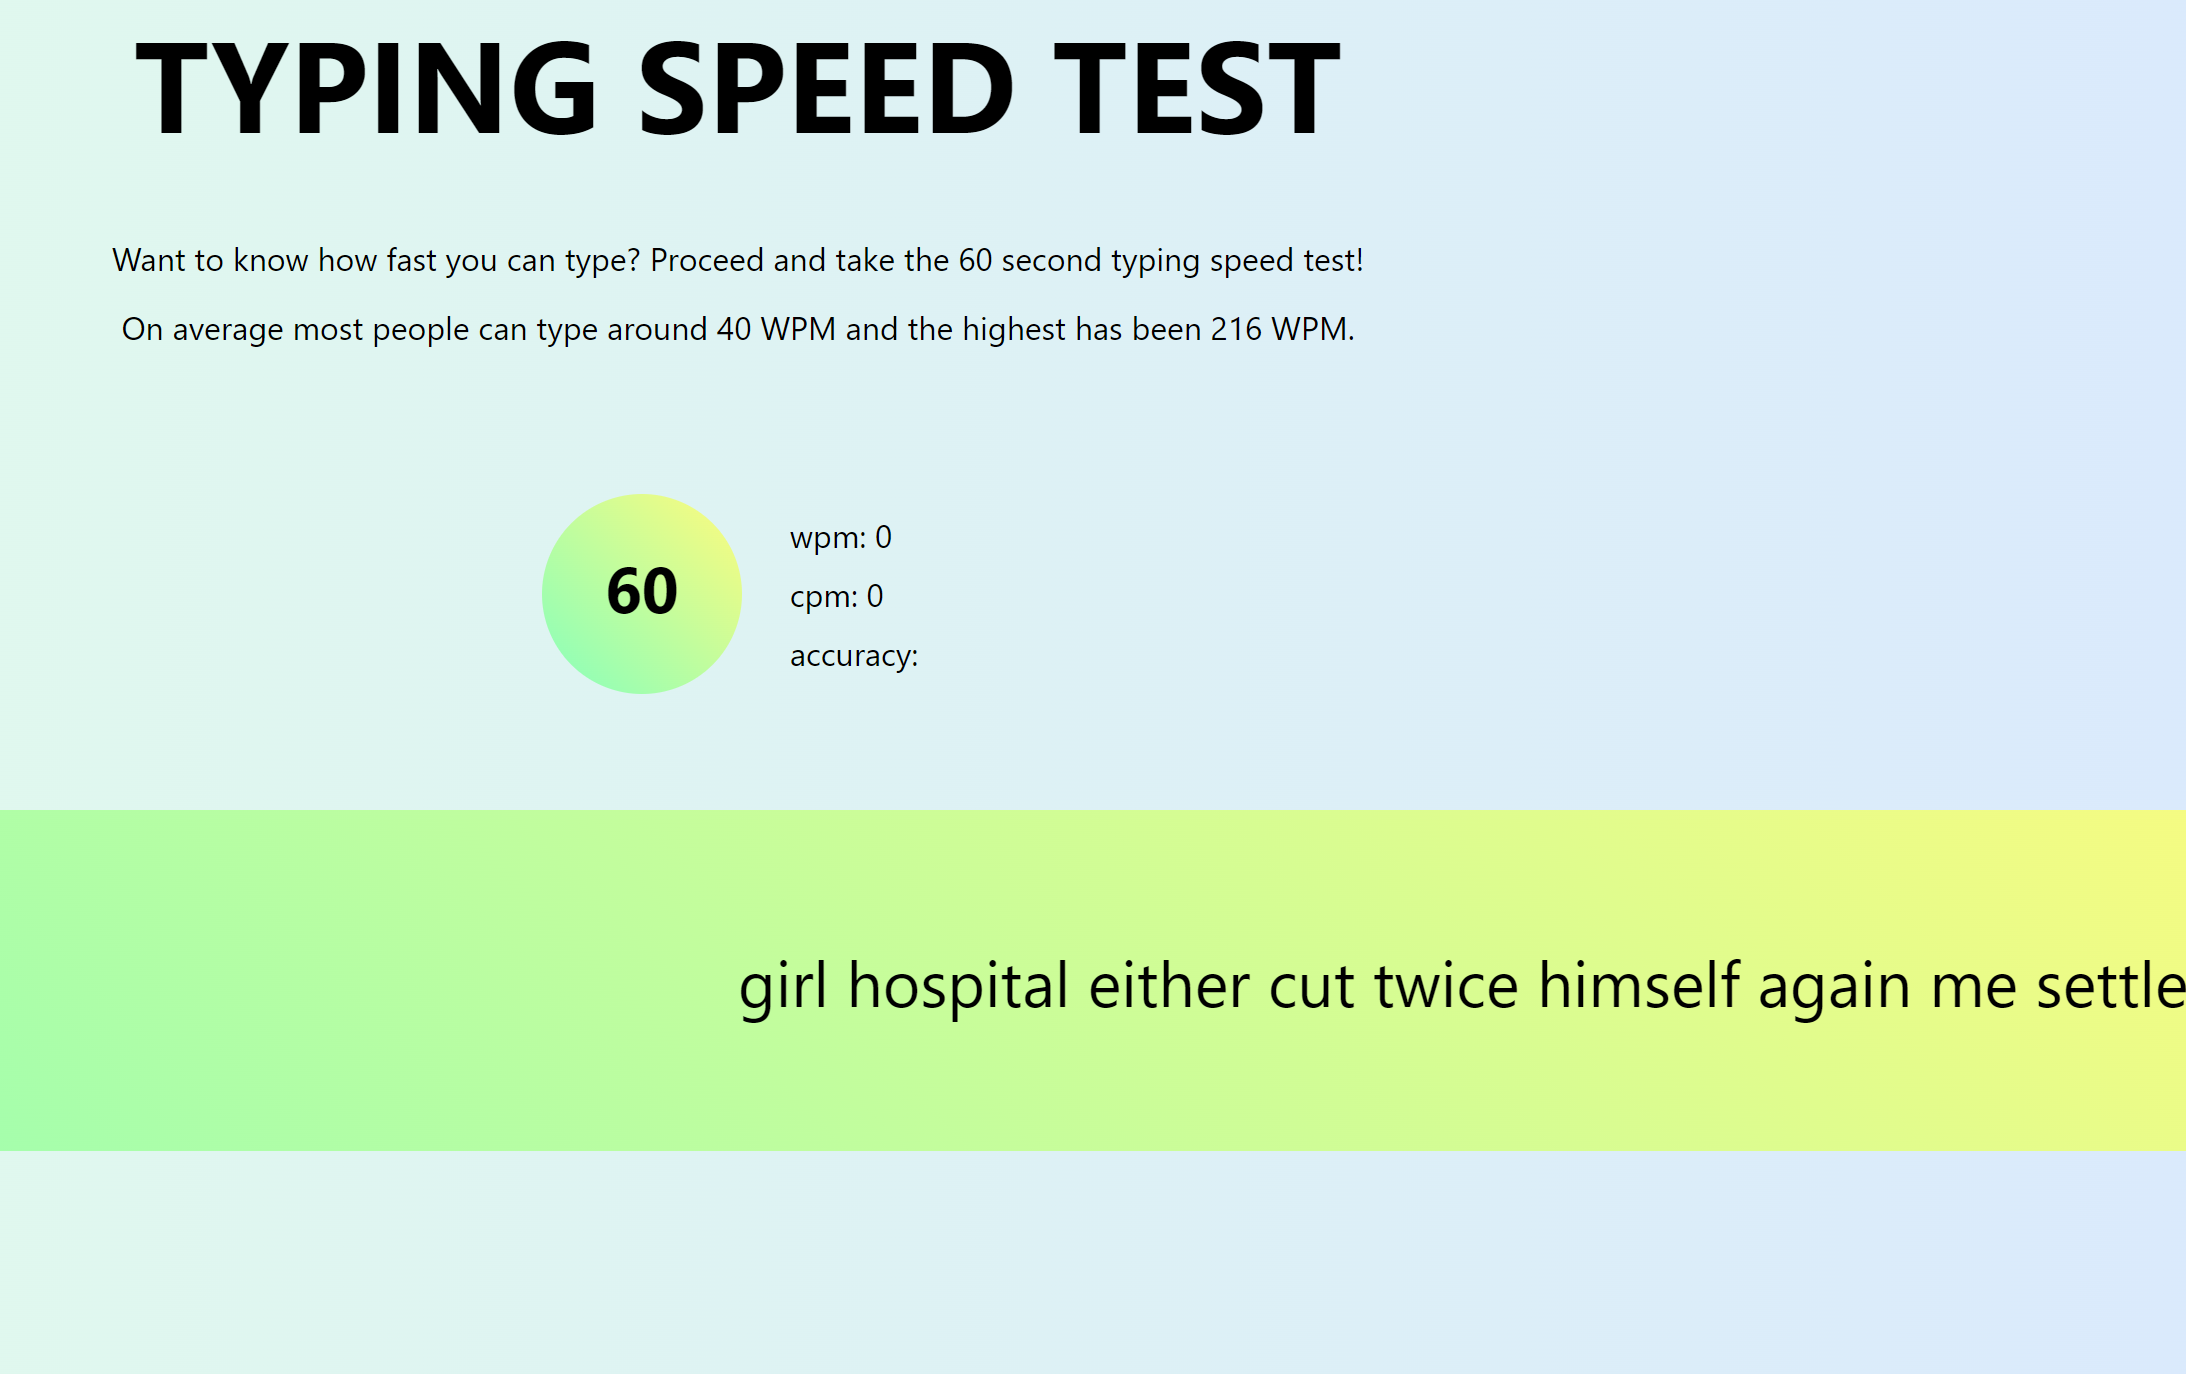 TYPING SPEED TEST
Want to know how fast you can type? Proceed and take the 60 second typing speed test!
On average most people can type around 40 WPM and the highest has been 216 WPM.
60
wpm: 0
cpm: 0
accuracy:
girl hospital either cut twice himself again me settle